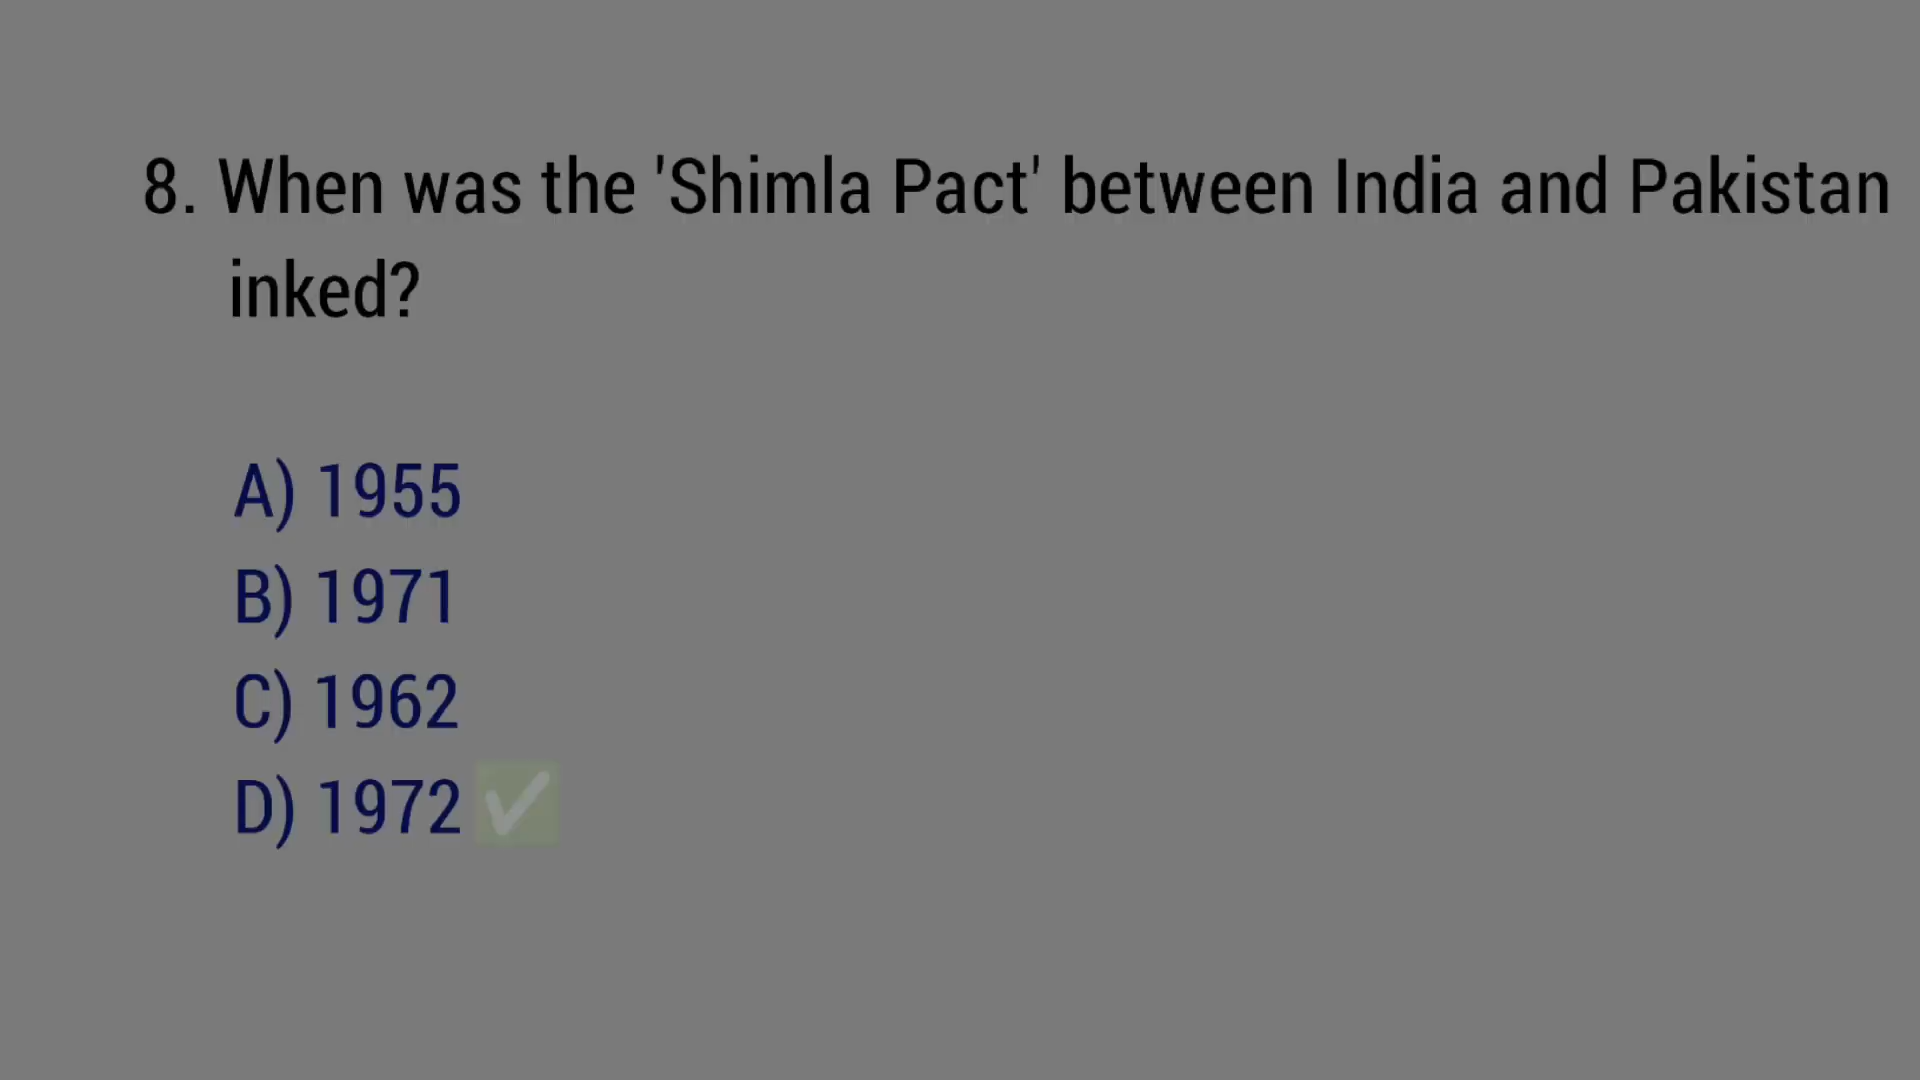 8. When was the 'Shimla Pact' between India and Pakistan
inked?
A) 1955
B) 1971
C) 1962
D) 1972 ✅